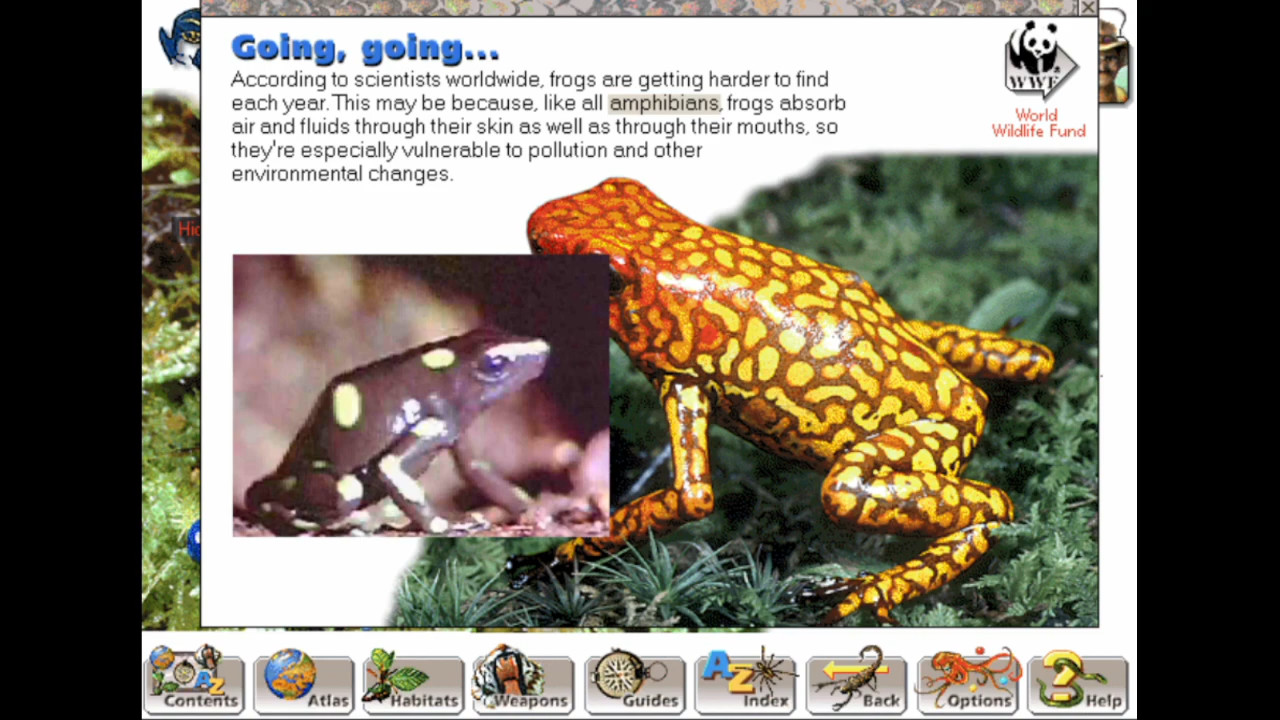 Going, going...
According to scientists worldwide, frogs are getting harder to find
each year. This may be because, like all amphibians, frogs absorb
air and fluids through their skin as well as through their mouths, so
they're especially vulnerable to pollution and other
environmental changes.
WWF
World
Wildlife Fund
Contents
Atlas
Habitats
Weapons
Guides
AZ
Index
Back
Options
?
Help